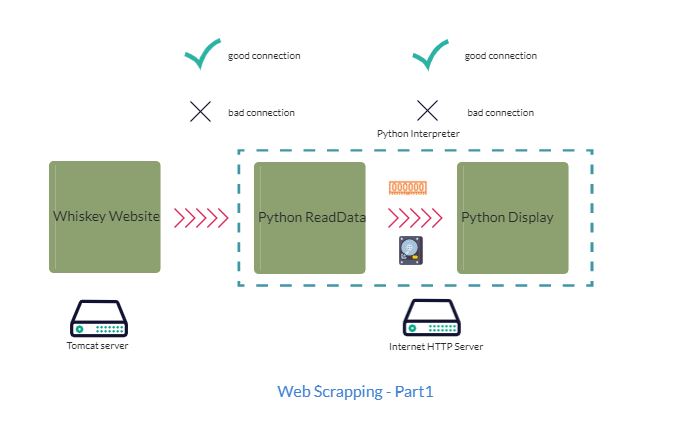 good connection
good connection
bad connection
bad connection
Python Interpreter
Whiskey Website
Python ReadData
Python Display
Tomcat server
Internet HTTP Server
Web Scrapping - Part1